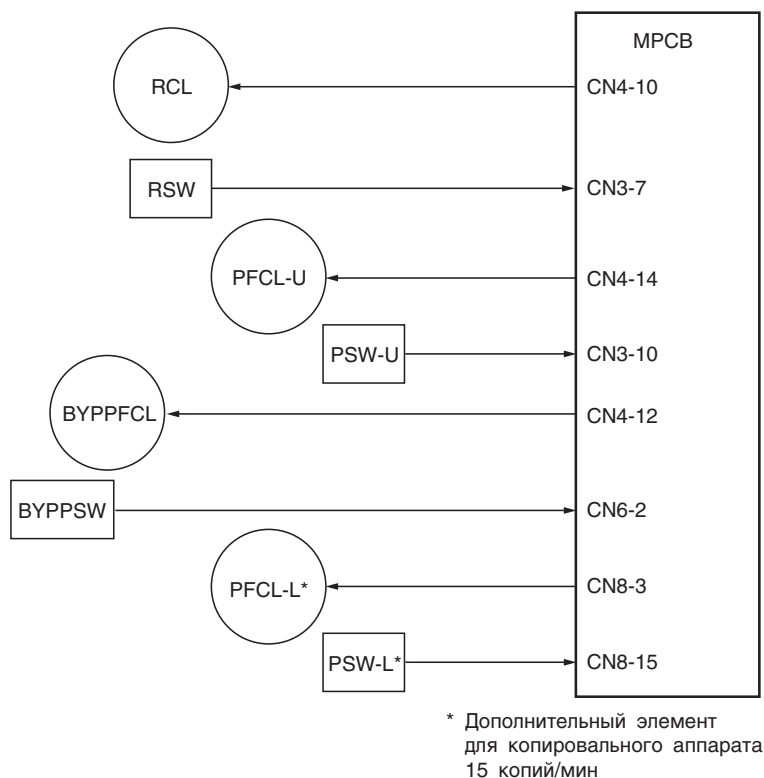 MPCB
RCL CN4-10
RSW CN3-7
PFCL-U CN4-14
PSW-U CN3-10
BYPPFCL CN4-12
BYPPSW CN6-2
PFCL-L* CN8-3
PSW-L* CN8-15
* Дополнительный элемент
для копировального аппарата
15 копий/мин